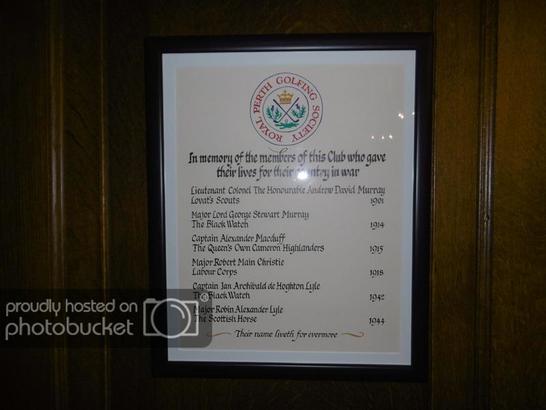 ROYAL PERTH GOLFING SOCIETY
In memory of the members of this Club who gave
their lives for their country in war
Lieutenant Colonel The Honourable Andrew David Murray
Lovat's Scouts 1901
Major Lord George Stewart Murray
The Black Watch 1914
Captain Alexander Macduff
The Queen's Own Cameron Highlanders 1915
Major Robert Main Christie
Labour Corps 1918
Captain Ian Archibald de Hoghton Lyle
The Black Watch 1942
Major Robin Alexander Lyle
The Scottish Horse 1944
Their name liveth for evermore
proudly hosted on
photobucket